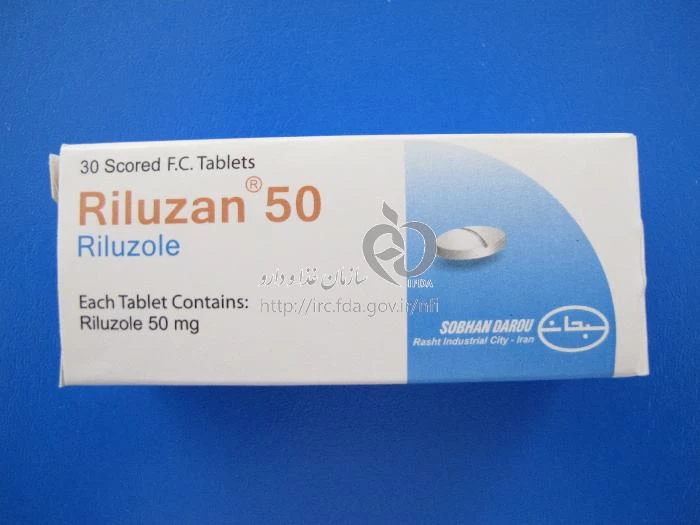 30 Scored F.C. Tablets
Riluzan® 50
Riluzole
Each Tablet Contains:
Riluzole 50 mg
IFDA
سازمان غذا و دارو
http://irc.fda.gov.ir/nfi
SOBHAN DAROU
Rasht Industrial City - Iran
سبحان